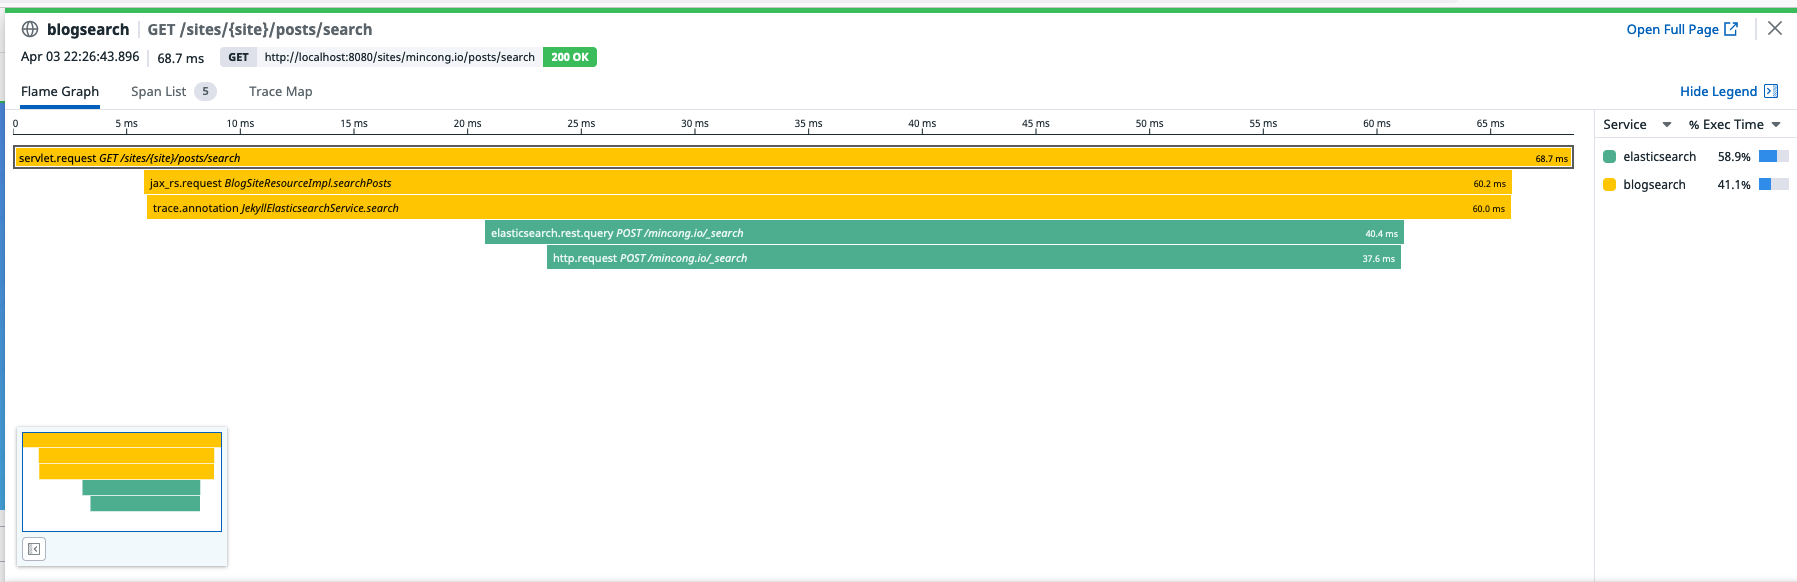 blogsearch GET /sites/{site}/posts/search Open Full Page
Apr 03 22:26:43.896 68.7 ms GET http://localhost:8080/sites/mincong.io/posts/search 200 OK
Flame Graph Span List 5 Trace Map Hide Legend
0 5 ms 10 ms 15 ms 20 ms 25 ms 30 ms 35 ms 40 ms 45 ms 50 ms 55 ms 60 ms 65 ms
Service % Exec Time
servlet.request GET /sites/{site}/posts/search 68.7 ms
elasticsearch 58.9%
jax_rs.request BlogSiteResourceImpl.searchPosts 60.2 ms
blogsearch 41.1%
trace.annotation JekyllElasticsearchService.search 60.0 ms
elasticsearch.rest.query POST /mincong.io/_search 40.4 ms
http.request POST /mincong.io/_search 37.6 ms